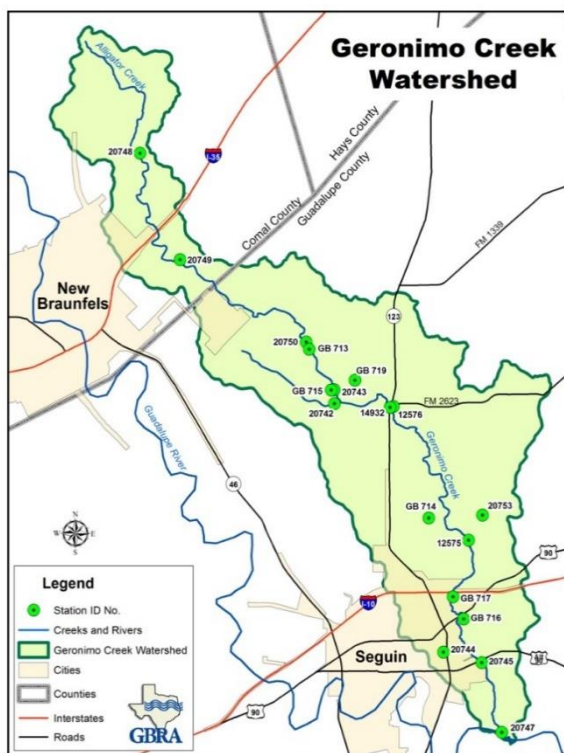 Geronimo Creek
Watershed
Alligator Creek
20748
I-35
Hays County
Comal County
Guadalupe County
FM 1339
20749
New
Braunfels
123
20750
GB 713
GB 719
GB 715
20743
20742
14932
12576
FM 2623
Guadalupe River
Geronimo Creek
46
GB 714
20753
12575
90
N
W
E
S
I-10
GB 717
GB 716
Seguin
20744
20745
90
90
20747
Legend
Station ID No.
Creeks and Rivers
Geronimo Creek Watershed
Cities
Counties
Interstates
Roads
GBRA